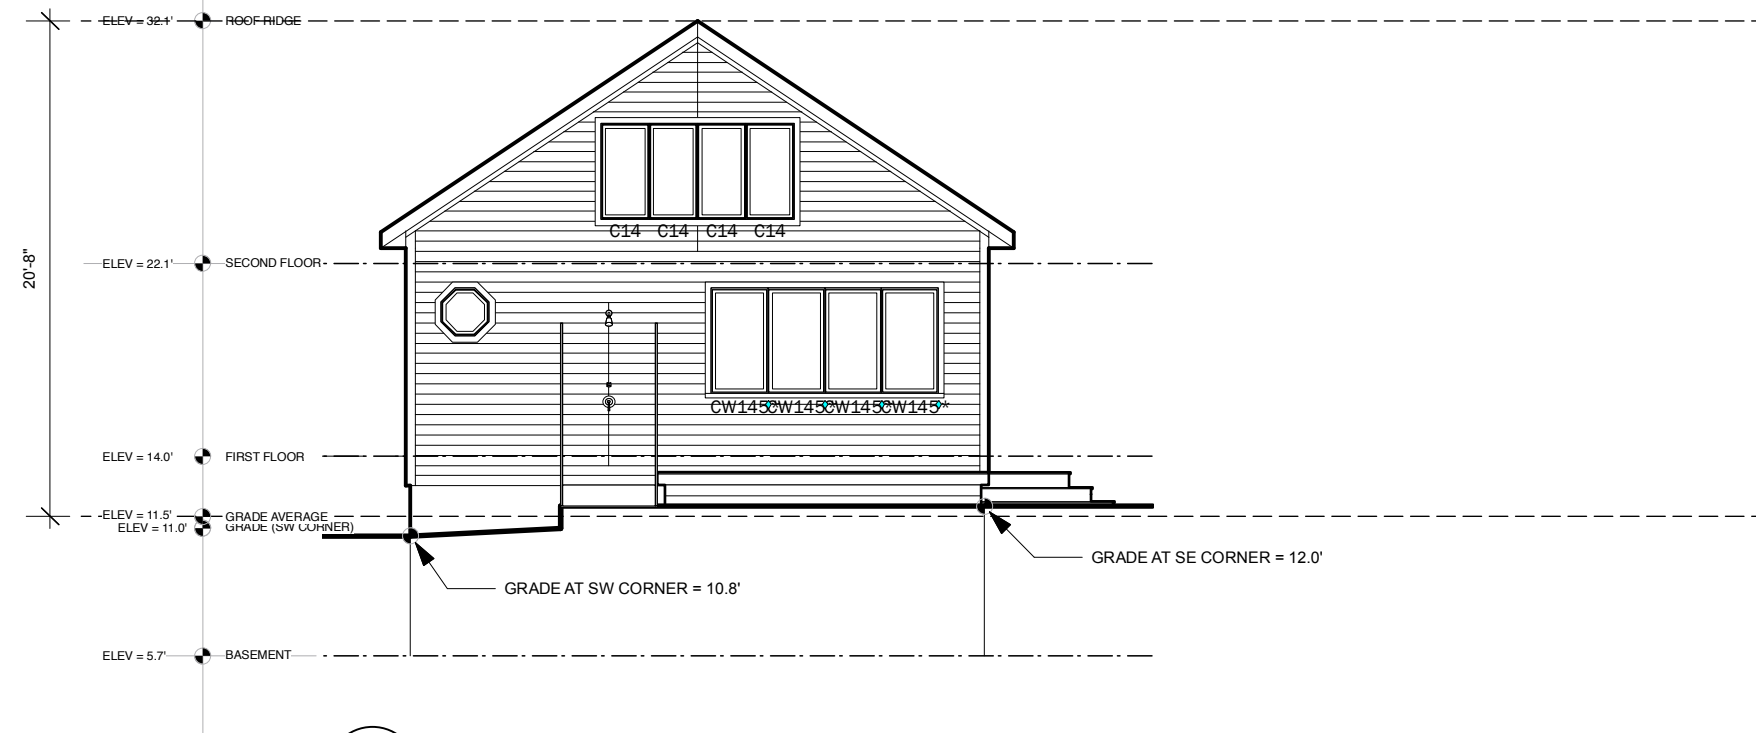 ELEV = 32.1' ROOF RIDGE
C14 C14 C14 C14
20'-8"
ELEV = 22.1' SECOND FLOOR
CW145* CW145* CW145* CW145*
ELEV = 14.0' FIRST FLOOR
ELEV = 11.5' GRADE AVERAGE
ELEV = 11.0' GRADE (SW CORNER)
GRADE AT SE CORNER = 12.0'
GRADE AT SW CORNER = 10.8'
ELEV = 5.7' BASEMENT